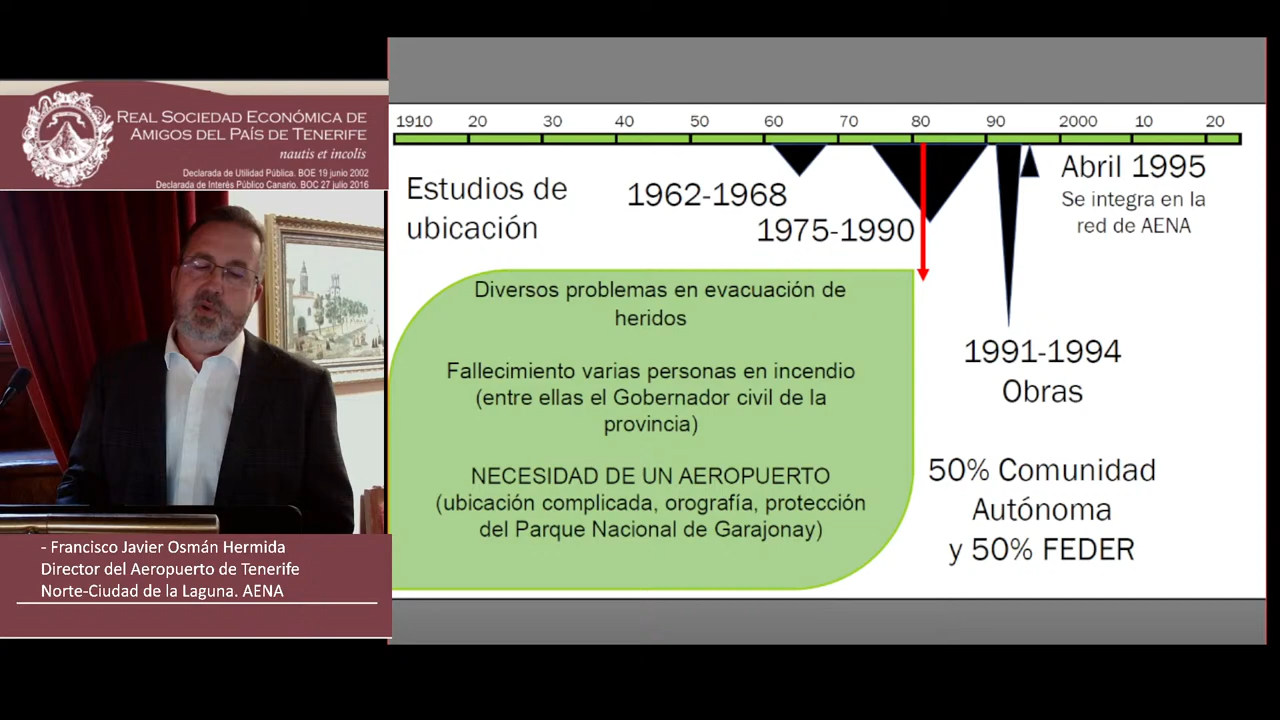 REAL SOCIEDAD ECONÓMICA DE
AMIGOS DEL PAÍS DE TENERIFE
nautis et incolis
Declarada de Utilidad Pública. BOE 19 junio 2002
Declarada de Interés Público Canario. BOC 27 julio 2016
1910 20 30 40 50 60 70 80 90 2000 10 20
Estudios de
ubicación
1962-1968
1975-1990
Abril 1995
Se integra en la
red de AENA
Diversos problemas en evacuación de
heridos
Fallecimiento varias personas en incendio
(entre ellas el Gobernador civil de la
provincia)
NECESIDAD DE UN AEROPUERTO
(ubicación complicada, orografía, protección
del Parque Nacional de Garajonay)
1991-1994
Obras
50% Comunidad
Autónoma
y 50% FEDER
- Francisco Javier Osmán Hermida
Director del Aeropuerto de Tenerife
Norte-Ciudad de la Laguna. AENA